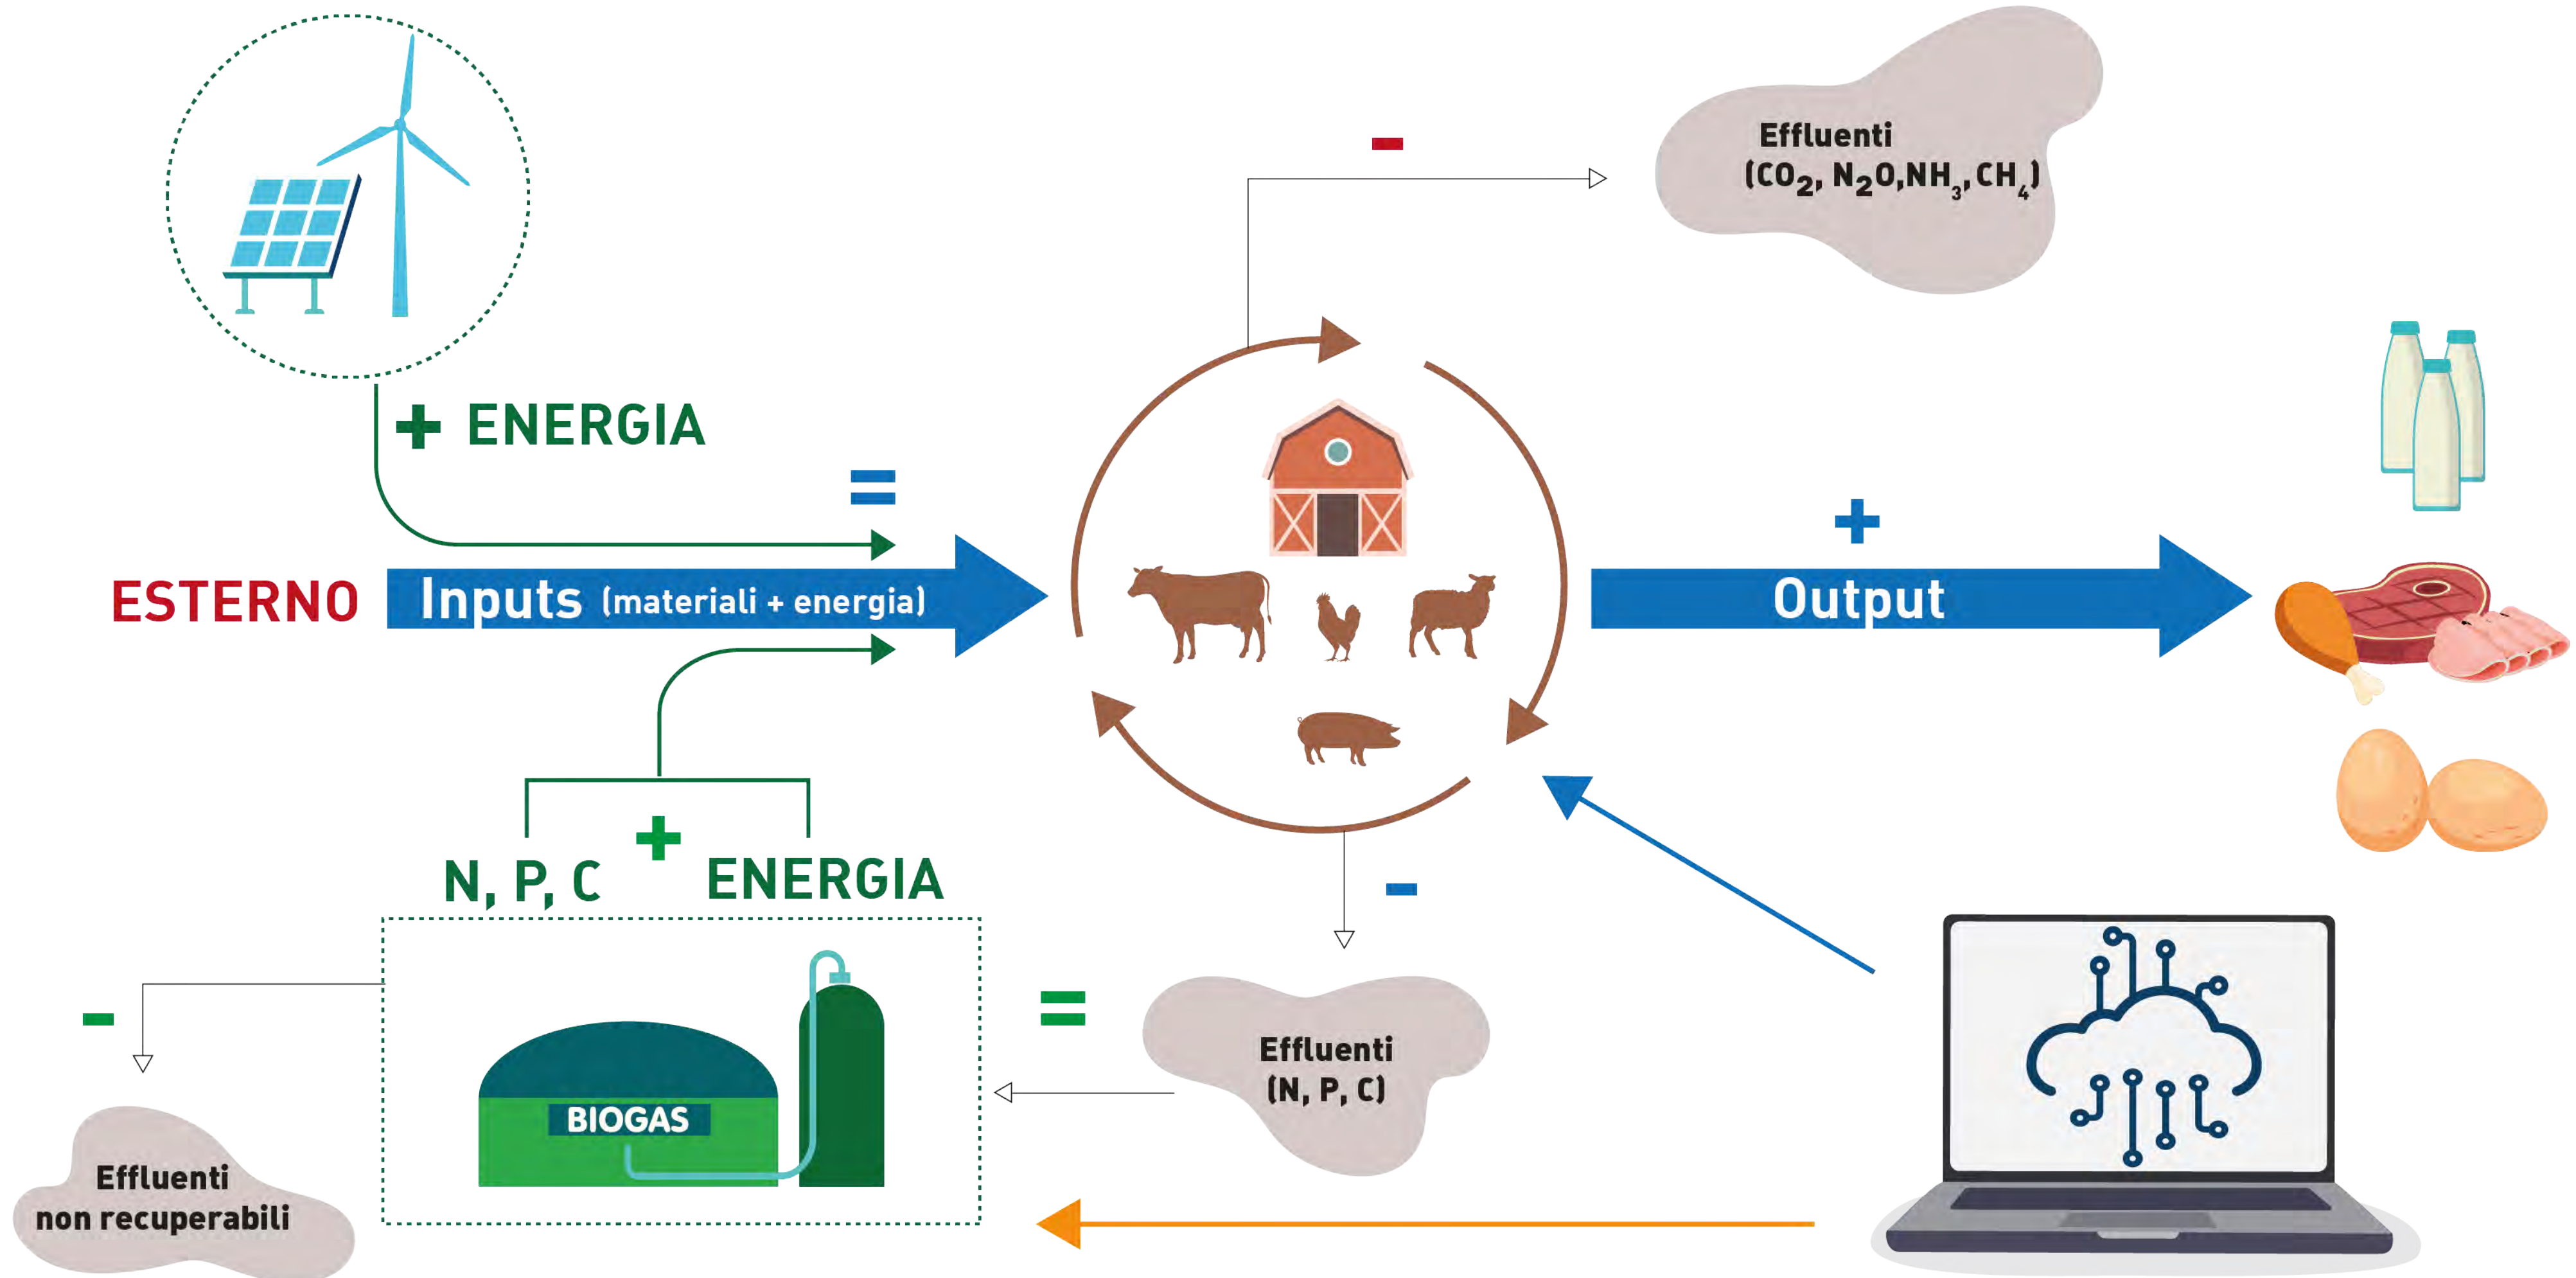 Effluenti
(CO₂, N₂O,NH₃,CH₄)
-
+ ENERGIA
=
+
ESTERNO
Inputs (materiali + energia)
Output
+
N, P, C
ENERGIA
-
-
=
Effluenti
(N, P, C)
BIOGAS
Effluenti
non recuperabili